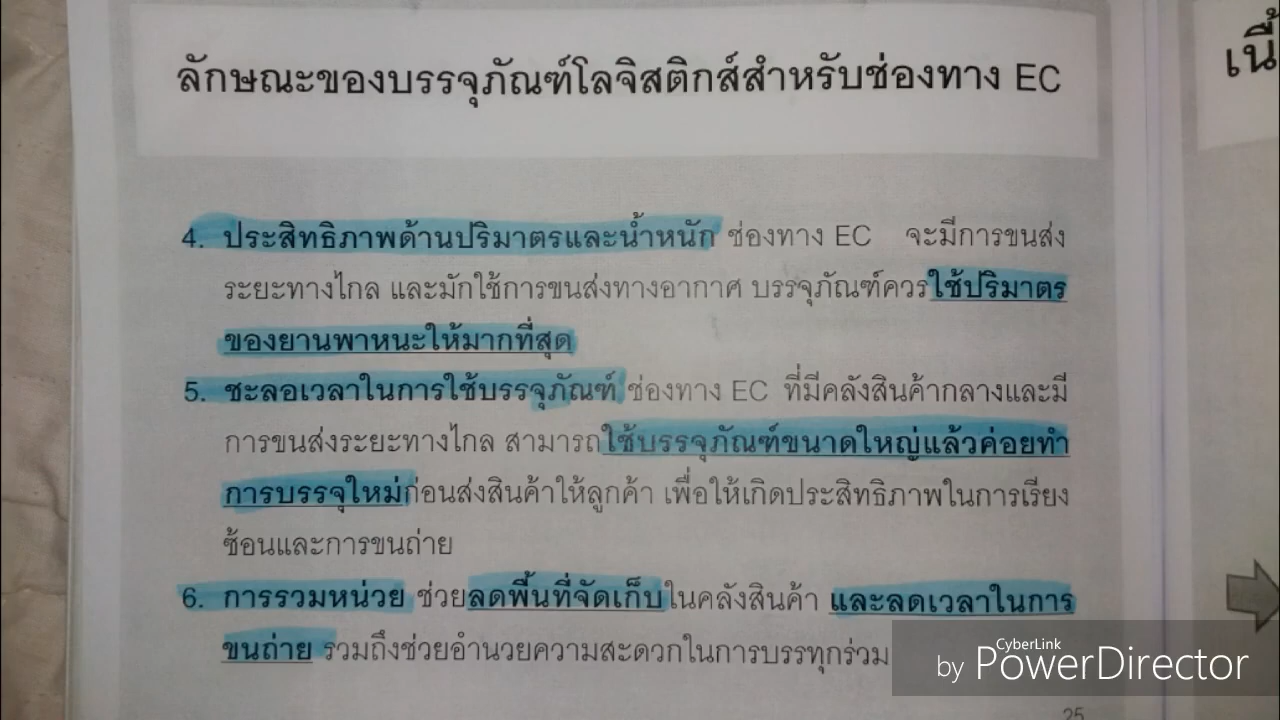 ลักษณะของบรรจุภัณฑ์โลจิสติกส์สำหรับช่องทาง EC
เนื้
4. ประสิทธิภาพด้านปริมาตรและน้ำหนัก ช่องทาง EC จะมีการขนส่ง
ระยะทางไกล และมักใช้การขนส่งทางอากาศ บรรจุภัณฑ์ควรใช้ปริมาตร
ของยานพาหนะให้มากที่สุด
5. ชะลอเวลาในการใช้บรรจุภัณฑ์ ช่องทาง EC ที่มีคลังสินค้ากลางและมี
การขนส่งระยะทางไกล สามารถใช้บรรจุภัณฑ์ขนาดใหญ่แล้วค่อยทำ
การบรรจุใหม่ก่อนส่งสินค้าให้ลูกค้า เพื่อให้เกิดประสิทธิภาพในการเรียง
ซ้อนและการขนถ่าย
6. การรวมหน่วย ช่วยลดพื้นที่จัดเก็บในคลังสินค้า และลดเวลาในการ
ขนถ่าย รวมถึงช่วยอำนวยความสะดวกในการบรรทุกร่วม
CyberLink
by PowerDirector
25